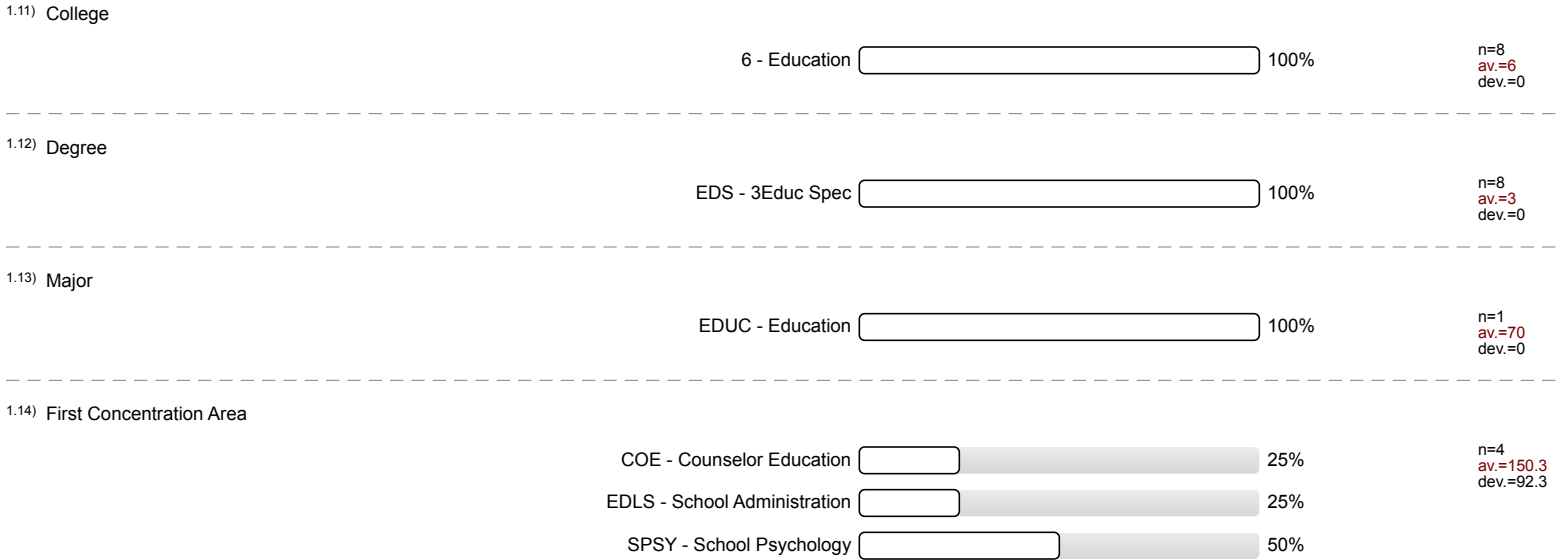 1.11) College
6 - Education 100%
n=8
av.=6
dev.=0
1.12) Degree
EDS - 3Educ Spec 100%
n=8
av.=3
dev.=0
1.13) Major
EDUC - Education 100%
n=1
av.=70
dev.=0
1.14) First Concentration Area
COE - Counselor Education 25%
n=4
av.=150.3
dev.=92.3
EDLS - School Administration 25%
SPSY - School Psychology 50%